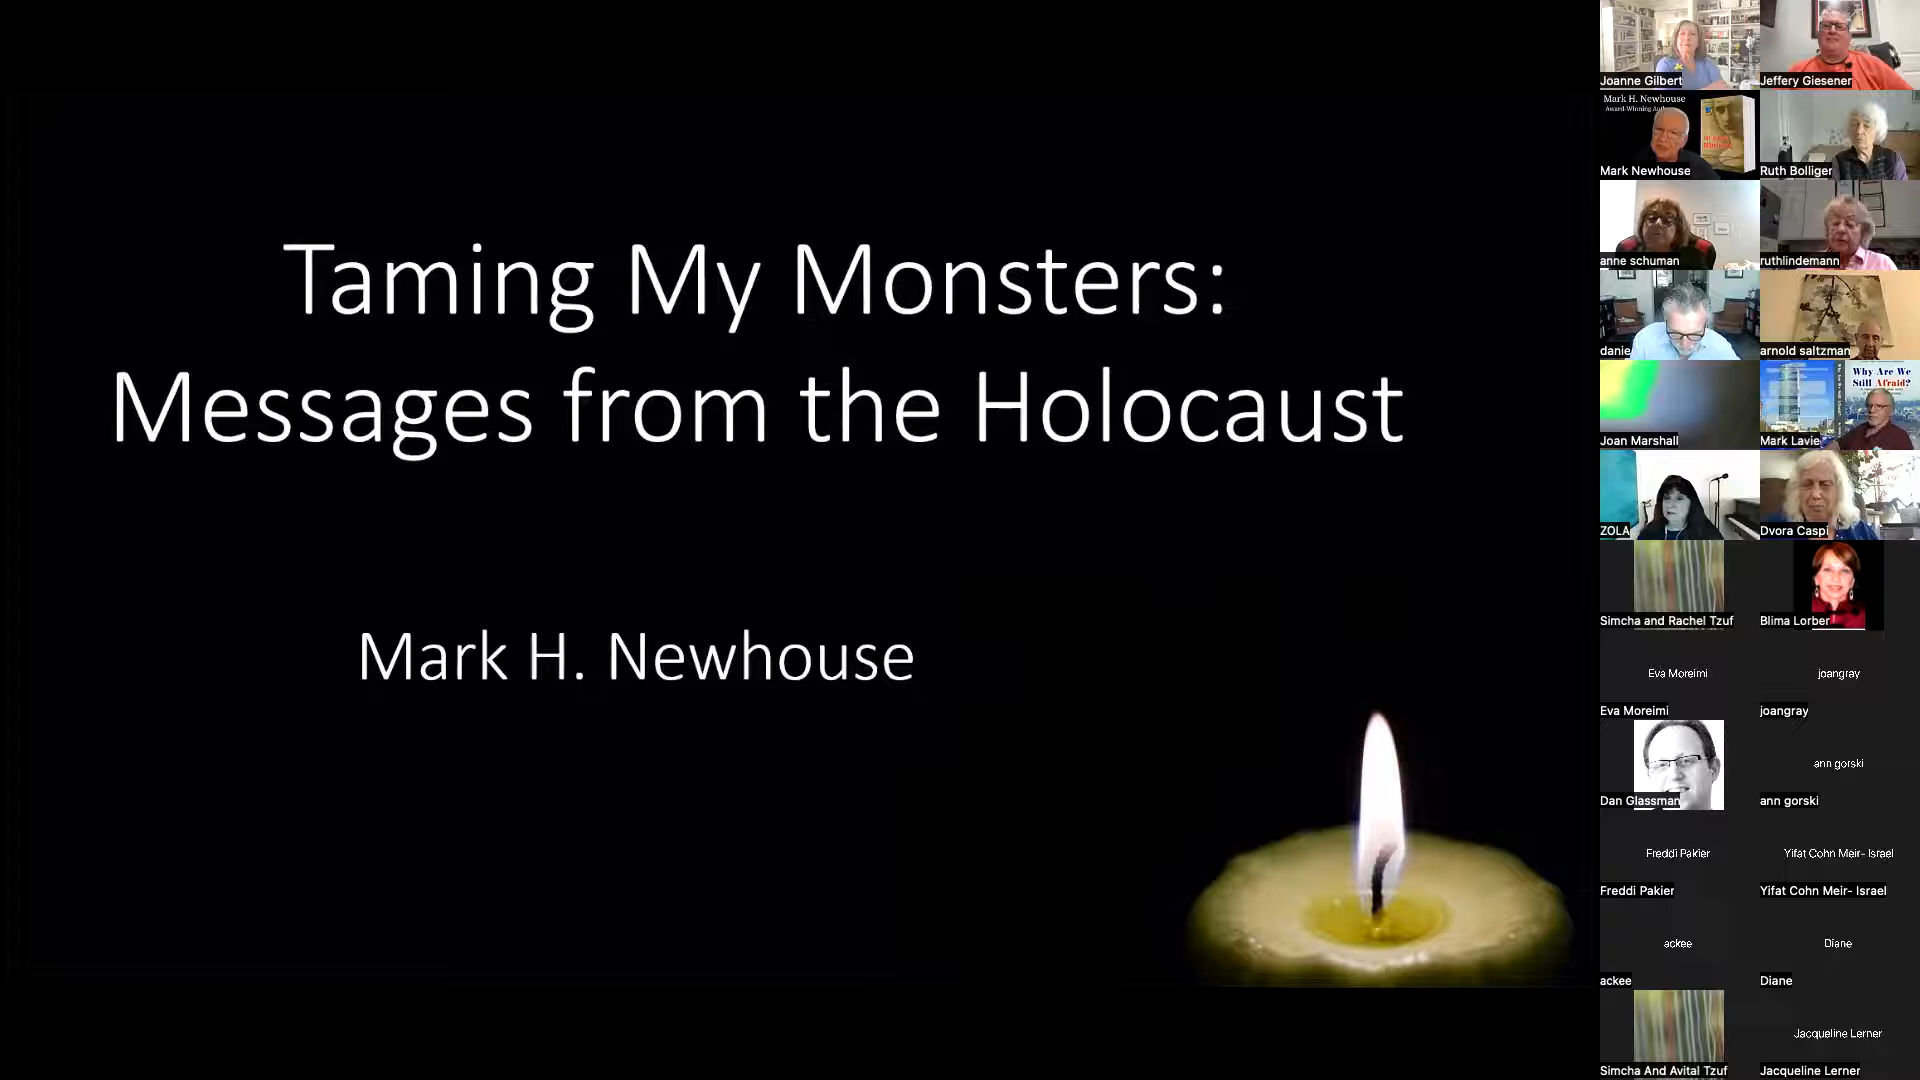 Taming My Monsters:
Messages from the Holocaust
Mark H. Newhouse
Joanne Gilbert
Jeffery Giesener
Mark H. Newhouse
Award-Winning
Mark Newhouse
Ruth Bolliger
anne schuman
ruthlindemann
danie
arnold saltzman
Joan Marshall
Why Are We
Still Afraid?
Mark Lavie
ZOLA
Dvora Caspi
Simcha and Rachel Tzuf
Blima Lorber
Eva Moreimi
joangray
Eva Moreimi
joangray
Dan Glassman
ann gorski
ann gorski
Freddi Pakier
Yifat Cohn Meir- Israel
Freddi Pakier
Yifat Cohn Meir- Israel
ackee
Diane
ackee
Diane
Jacqueline Lerner
Simcha And Avital Tzuf
Jacqueline Lerner